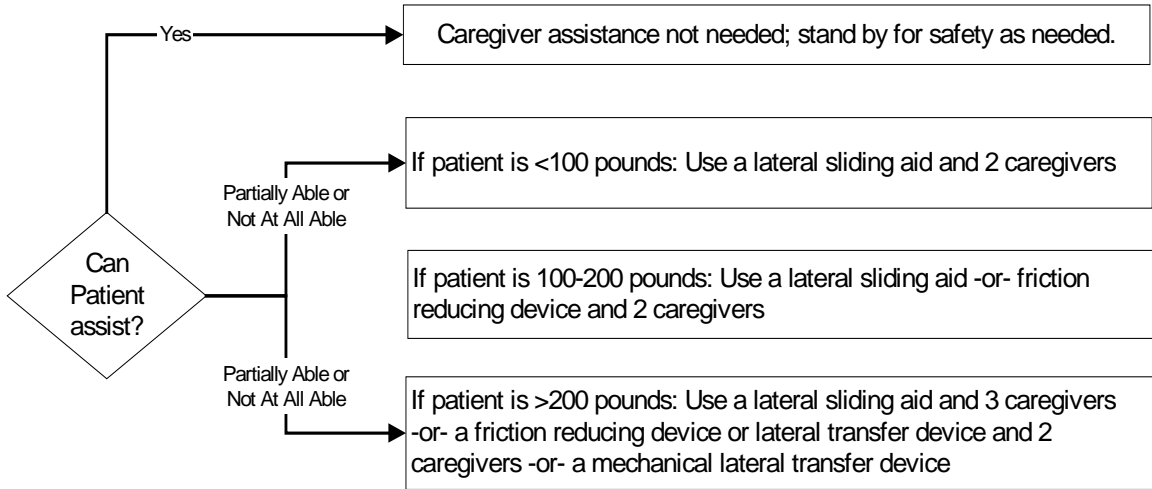 Yes
Caregiver assistance not needed; stand by for safety as needed.
If patient is <100 pounds: Use a lateral sliding aid and 2 caregivers
Partially Able or
Not At All Able
Can
Patient
assist?
If patient is 100-200 pounds: Use a lateral sliding aid -or- friction
reducing device and 2 caregivers
Partially Able or
Not At All Able
If patient is >200 pounds: Use a lateral sliding aid and 3 caregivers
-or- a friction reducing device or lateral transfer device and 2
caregivers -or- a mechanical lateral transfer device